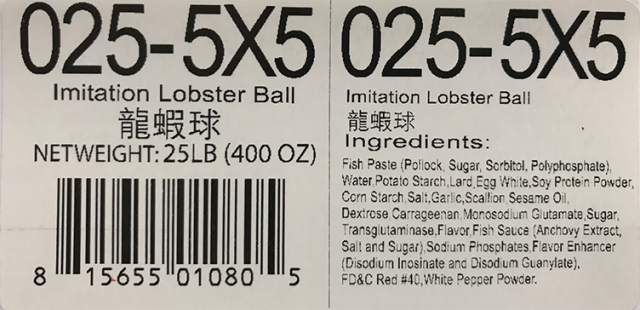 025-5X5
Imitation Lobster Ball
龍蝦球
NETWEIGHT: 25LB (400 OZ)
8 15655 01080 5
025-5X5
Imitation Lobster Ball
龍蝦球
Ingredients:
Fish Paste (Pollock, Sugar, Sorbitol, Polyphosphate),
Water,Potato Starch,Lard,Egg White,Soy Protein Powder,
Corn Starch,Salt,Garlic,Scallion,Sesame Oil,
Dextrose,Carrageenan,Monosodium Glutamate,Sugar,
Transglutaminase,Flavor,Fish Sauce (Anchovy Extract,
Salt and Sugar),Sodium Phosphates,Flavor Enhancer
(Disodium Inosinate and Disodium Guanylate),
FD&C Red #40,White Pepper Powder.